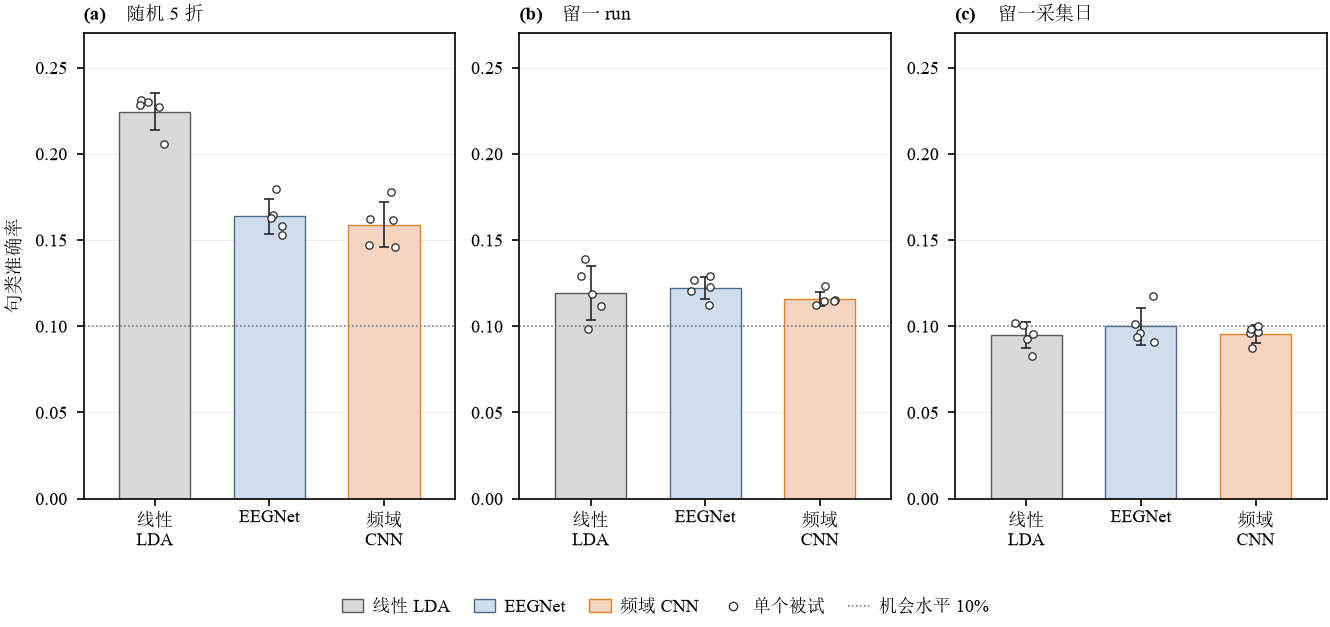 (a) 随机 5 折
(b) 留一 run
(c) 留一采集日
句类准确率
0.25
0.20
0.15
0.10
0.05
0.00
线性
LDA
EEGNet
频域
CNN
0.25
0.20
0.15
0.10
0.05
0.00
线性
LDA
EEGNet
频域
CNN
0.25
0.20
0.15
0.10
0.05
0.00
线性
LDA
EEGNet
频域
CNN
线性 LDA EEGNet 频域 CNN 单个被试 机会水平 10%